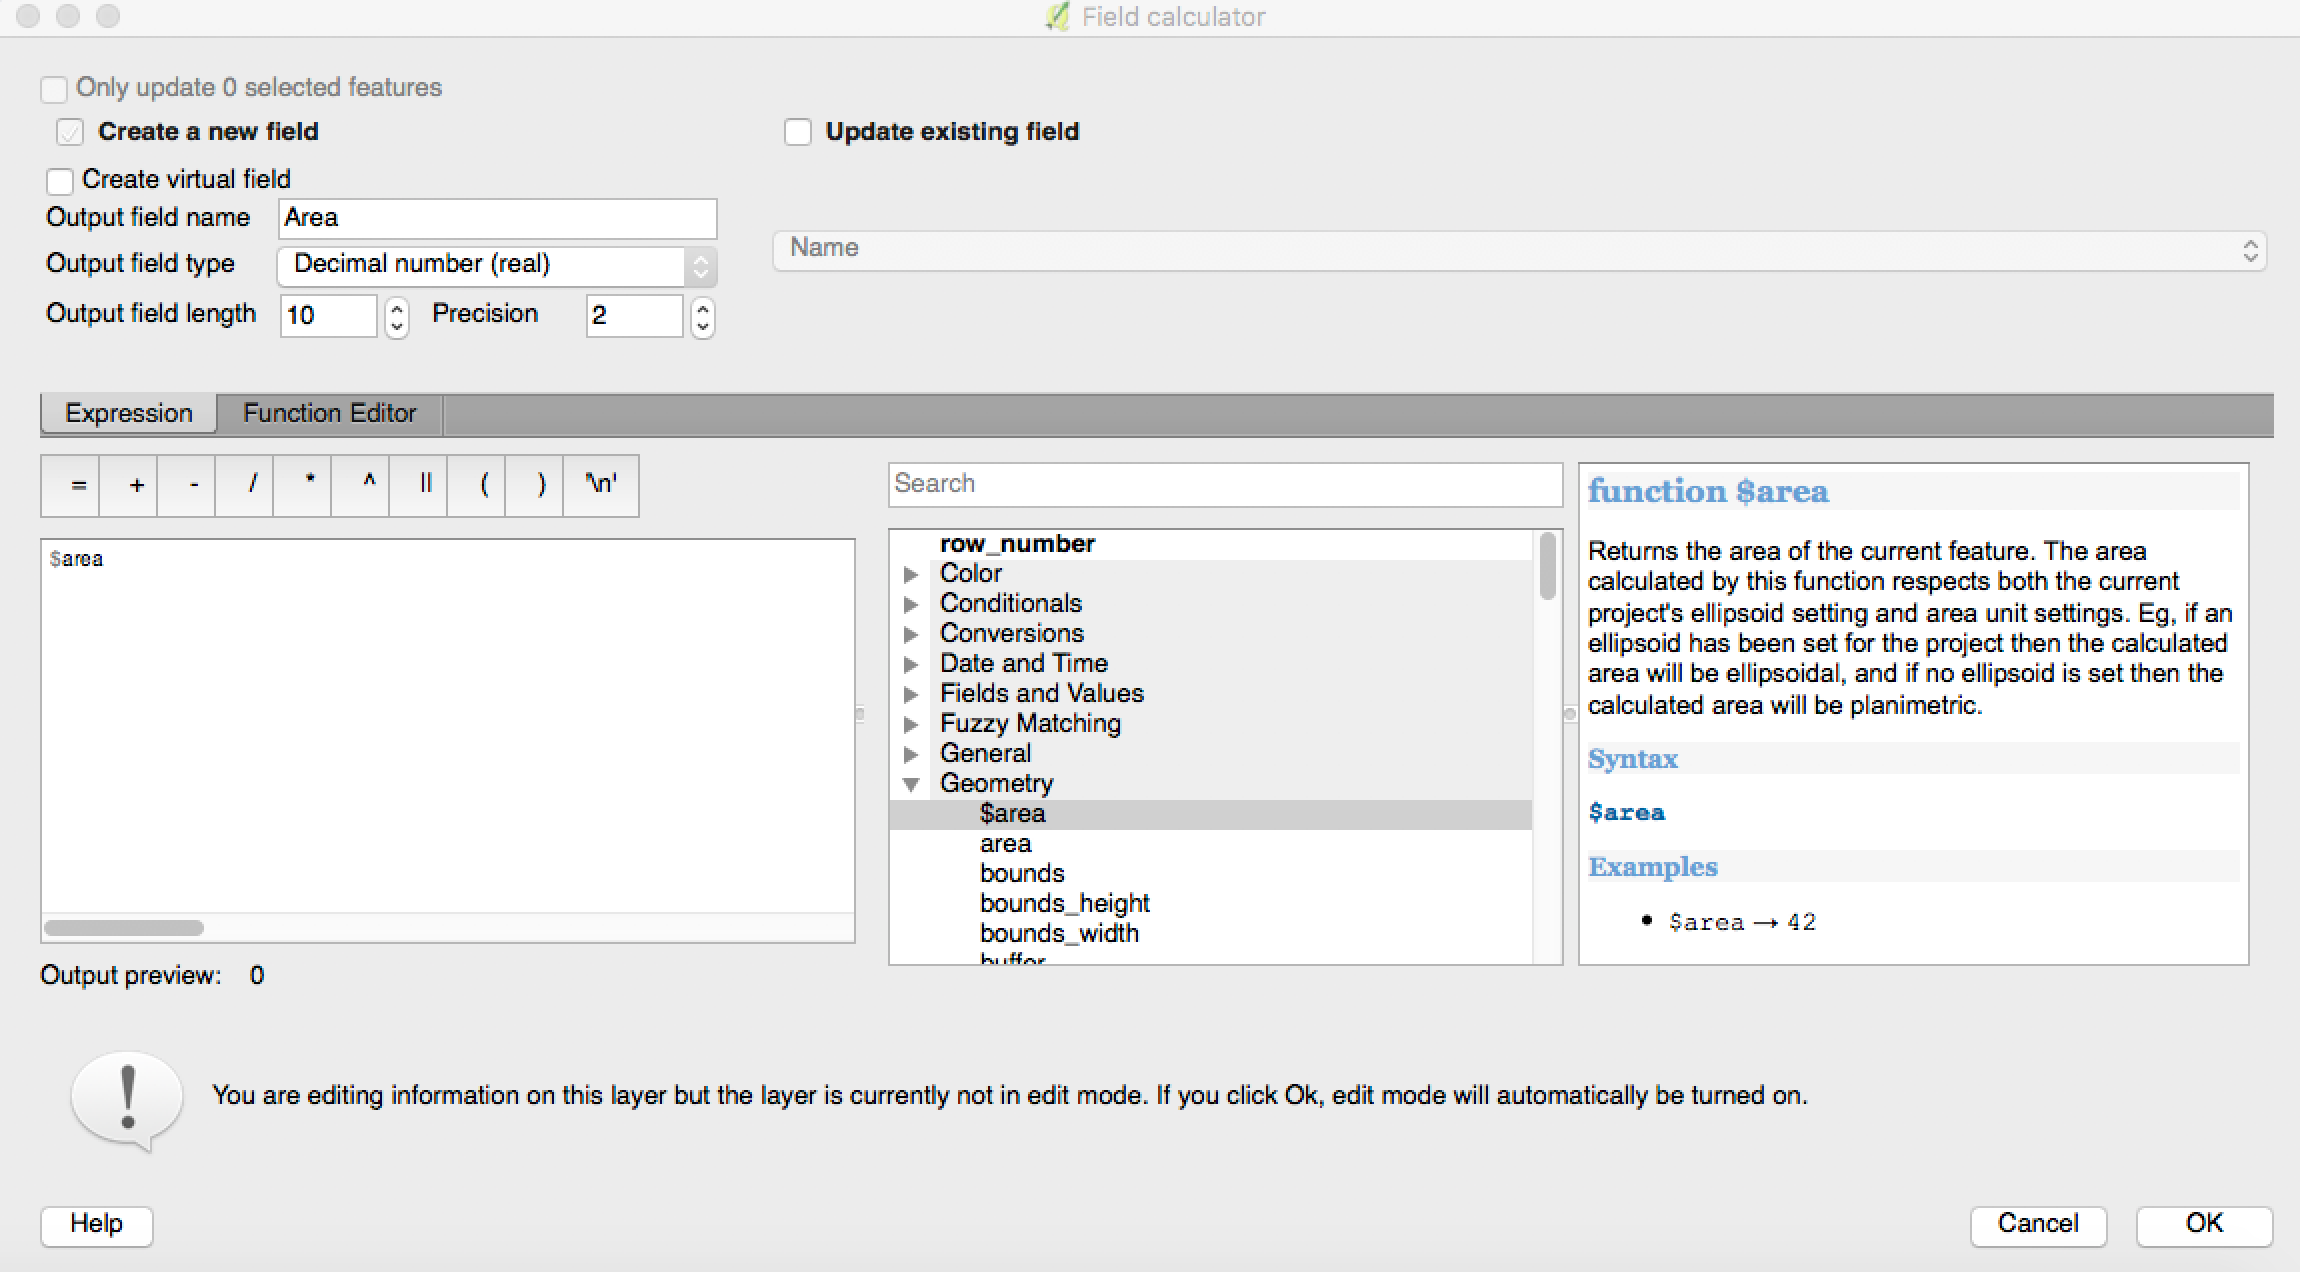 Field calculator
Only update 0 selected features
Create a new field
Update existing field
Create virtual field
Output field name Area
Name
Output field type Decimal number (real)
Output field length 10 Precision 2
Expression Function Editor
= + - / * ^ || ( ) '\n'
Search
$area
row_number
Color
Conditionals
Conversions
Date and Time
Fields and Values
Fuzzy Matching
General
Geometry
$area
area
bounds
bounds_height
bounds_width
buffer
function $area
Returns the area of the current feature. The area
calculated by this function respects both the current
project's ellipsoid setting and area unit settings. Eg, if an
ellipsoid has been set for the project then the calculated
area will be ellipsoidal, and if no ellipsoid is set then the
calculated area will be planimetric.
Syntax
$area
Examples
• $area → 42
Output preview: 0
You are editing information on this layer but the layer is currently not in edit mode. If you click Ok, edit mode will automatically be turned on.
Help
Cancel
OK